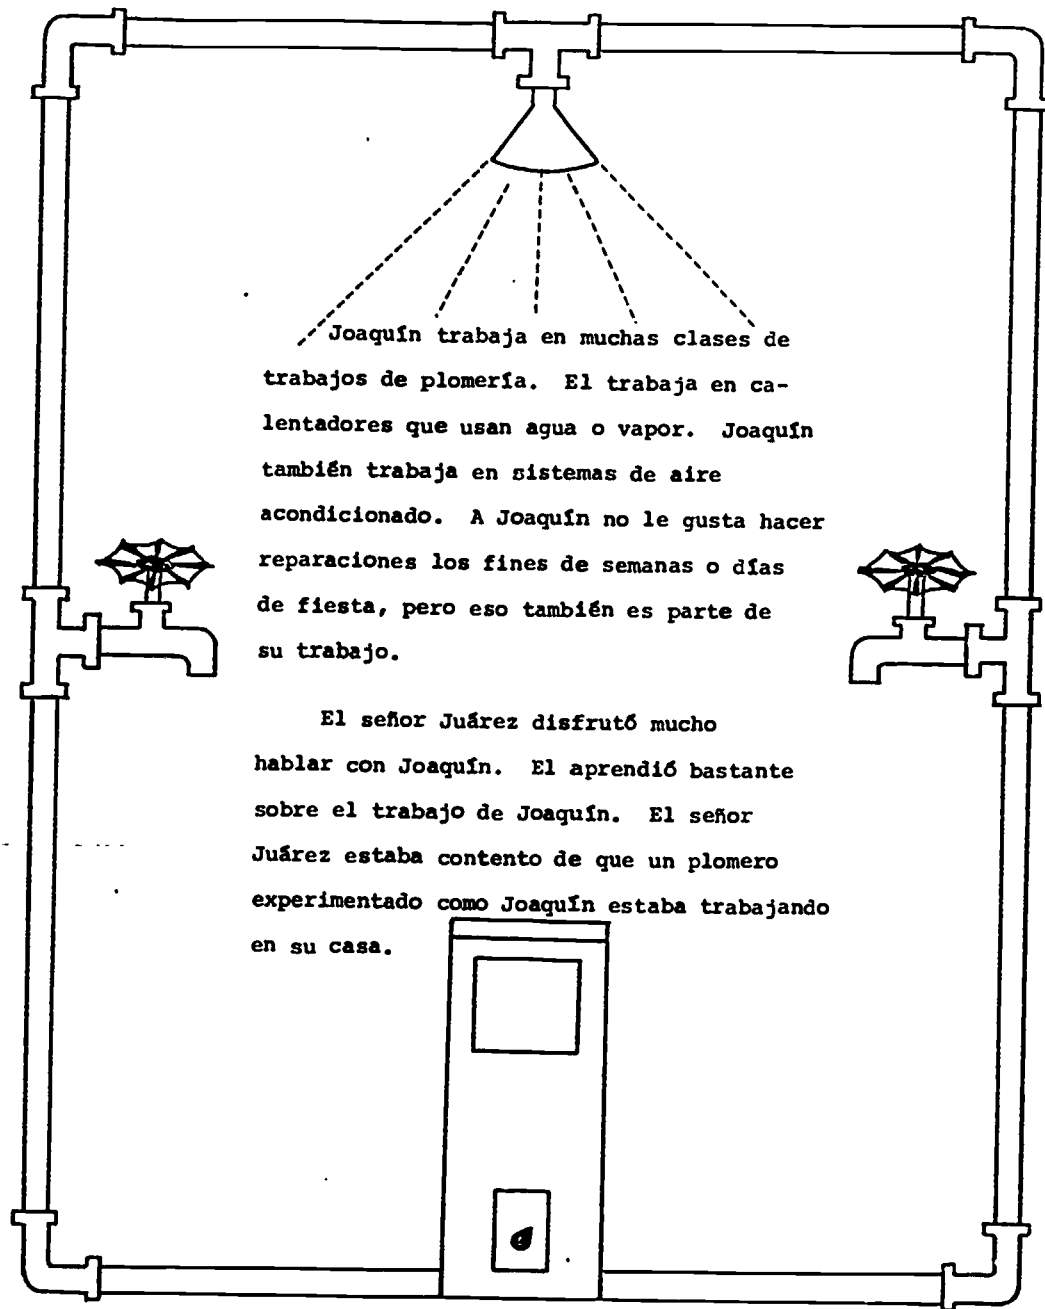 Joaquín trabaja en muchas clases de
trabajos de plomería. El trabaja en ca-
lentadores que usan agua o vapor. Joaquín
también trabaja en sistemas de aire
acondicionado. A Joaquín no le gusta hacer
reparaciones los fines de semanas o días
de fiesta, pero eso también es parte de
su trabajo.
El señor Juárez disfrutó mucho
hablar con Joaquín. El aprendió bastante
sobre el trabajo de Joaquín. El señor
Juárez estaba contento de que un plomero
experimentado como Joaquín estaba trabajando
en su casa.